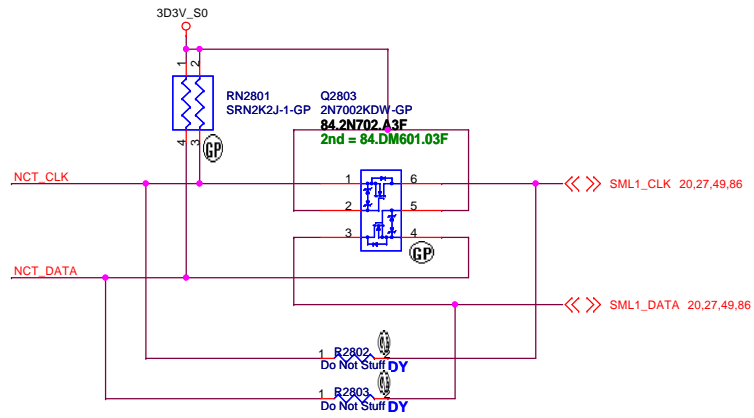 3D3V_S0
1 2
RN2801
SRN2K2J-1-GP
4 3
GP
Q2803
2N7002KDW-GP
84.2N702.A3F
2nd = 84.DM601.03F
NCT_CLK
1 6
SML1_CLK 20,27,49,86
2 5
3 4
GP
NCT_DATA
SML1_DATA 20,27,49,86
1 R2802 2
Do Not Stuff DY
1 R2803 2
Do Not Stuff DY